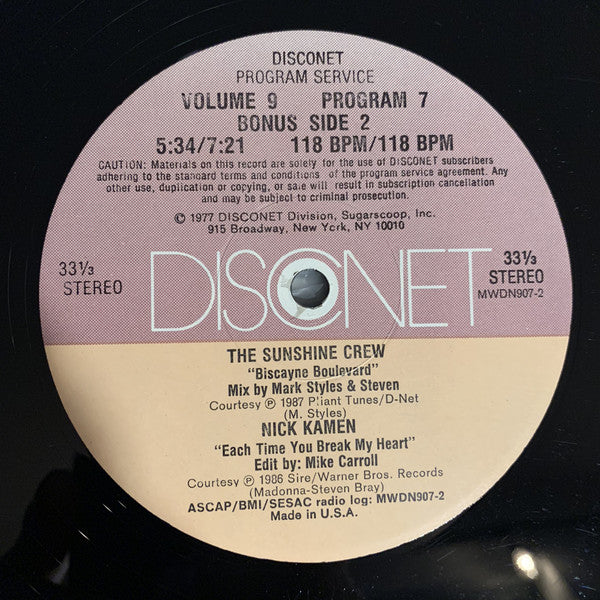 DISCONET
PROGRAM SERVICE
VOLUME 9 PROGRAM 7
BONUS SIDE 2
5:34/7:21 118 BPM/118 BPM
CAUTION: Materials on this record are solely for the use of DISCONET subscribers
adhering to the standard terms and conditions of the program service agreement. Any
other use, duplication or copying, or sale will result in subscription cancellation
and may be subject to criminal prosecution.
© 1977 DISCONET Division, Sugarscoop, Inc.
915 Broadway, New York, NY 10010
33⅓
STEREO
DISCONET
33⅓
STEREO
MWDN907-2
THE SUNSHINE CREW
"Biscayne Boulevard"
Mix by Mark Styles & Steven
Courtesy ℗ 1987 Pliant Tunes/D-Net
(M. Styles)
NICK KAMEN
"Each Time You Break My Heart"
Edit by: Mike Carroll
Courtesy ℗ 1986 Sire/Warner Bros. Records
(Madonna-Steven Bray)
ASCAP/BMI/SESAC radio log: MWDN907-2
Made in U.S.A.